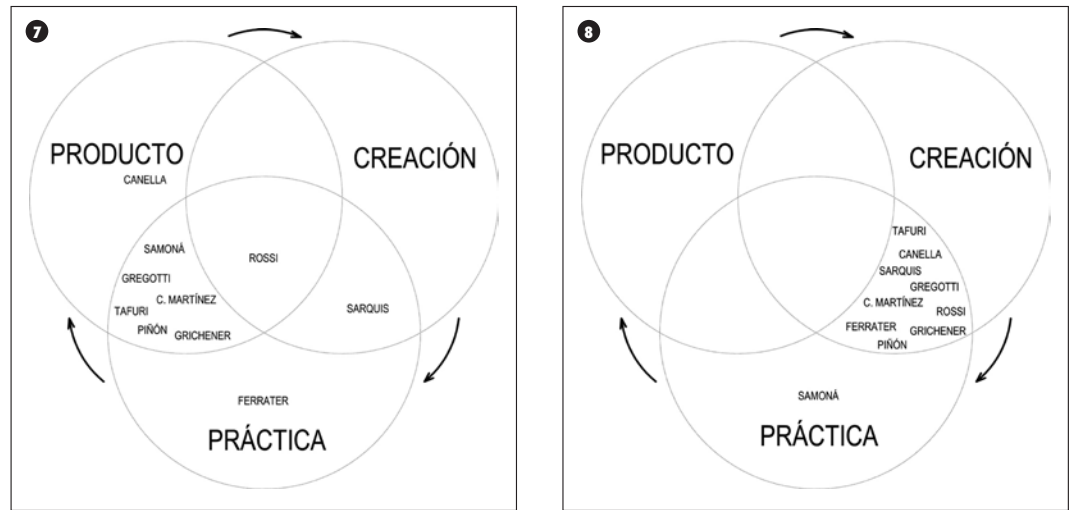 7
PRODUCTO
CREACIÓN
CANELLA
SAMONÁ
ROSSI
GREGOTTI
C. MARTÍNEZ
TAFURI
SARQUIS
PIÑÓN
GRICHENER
FERRATER
PRÁCTICA
8
PRODUCTO
CREACIÓN
TAFURI
CANELLA
SARQUIS
GREGOTTI
C. MARTÍNEZ
ROSSI
FERRATER
GRICHENER
PIÑÓN
SAMONÁ
PRÁCTICA